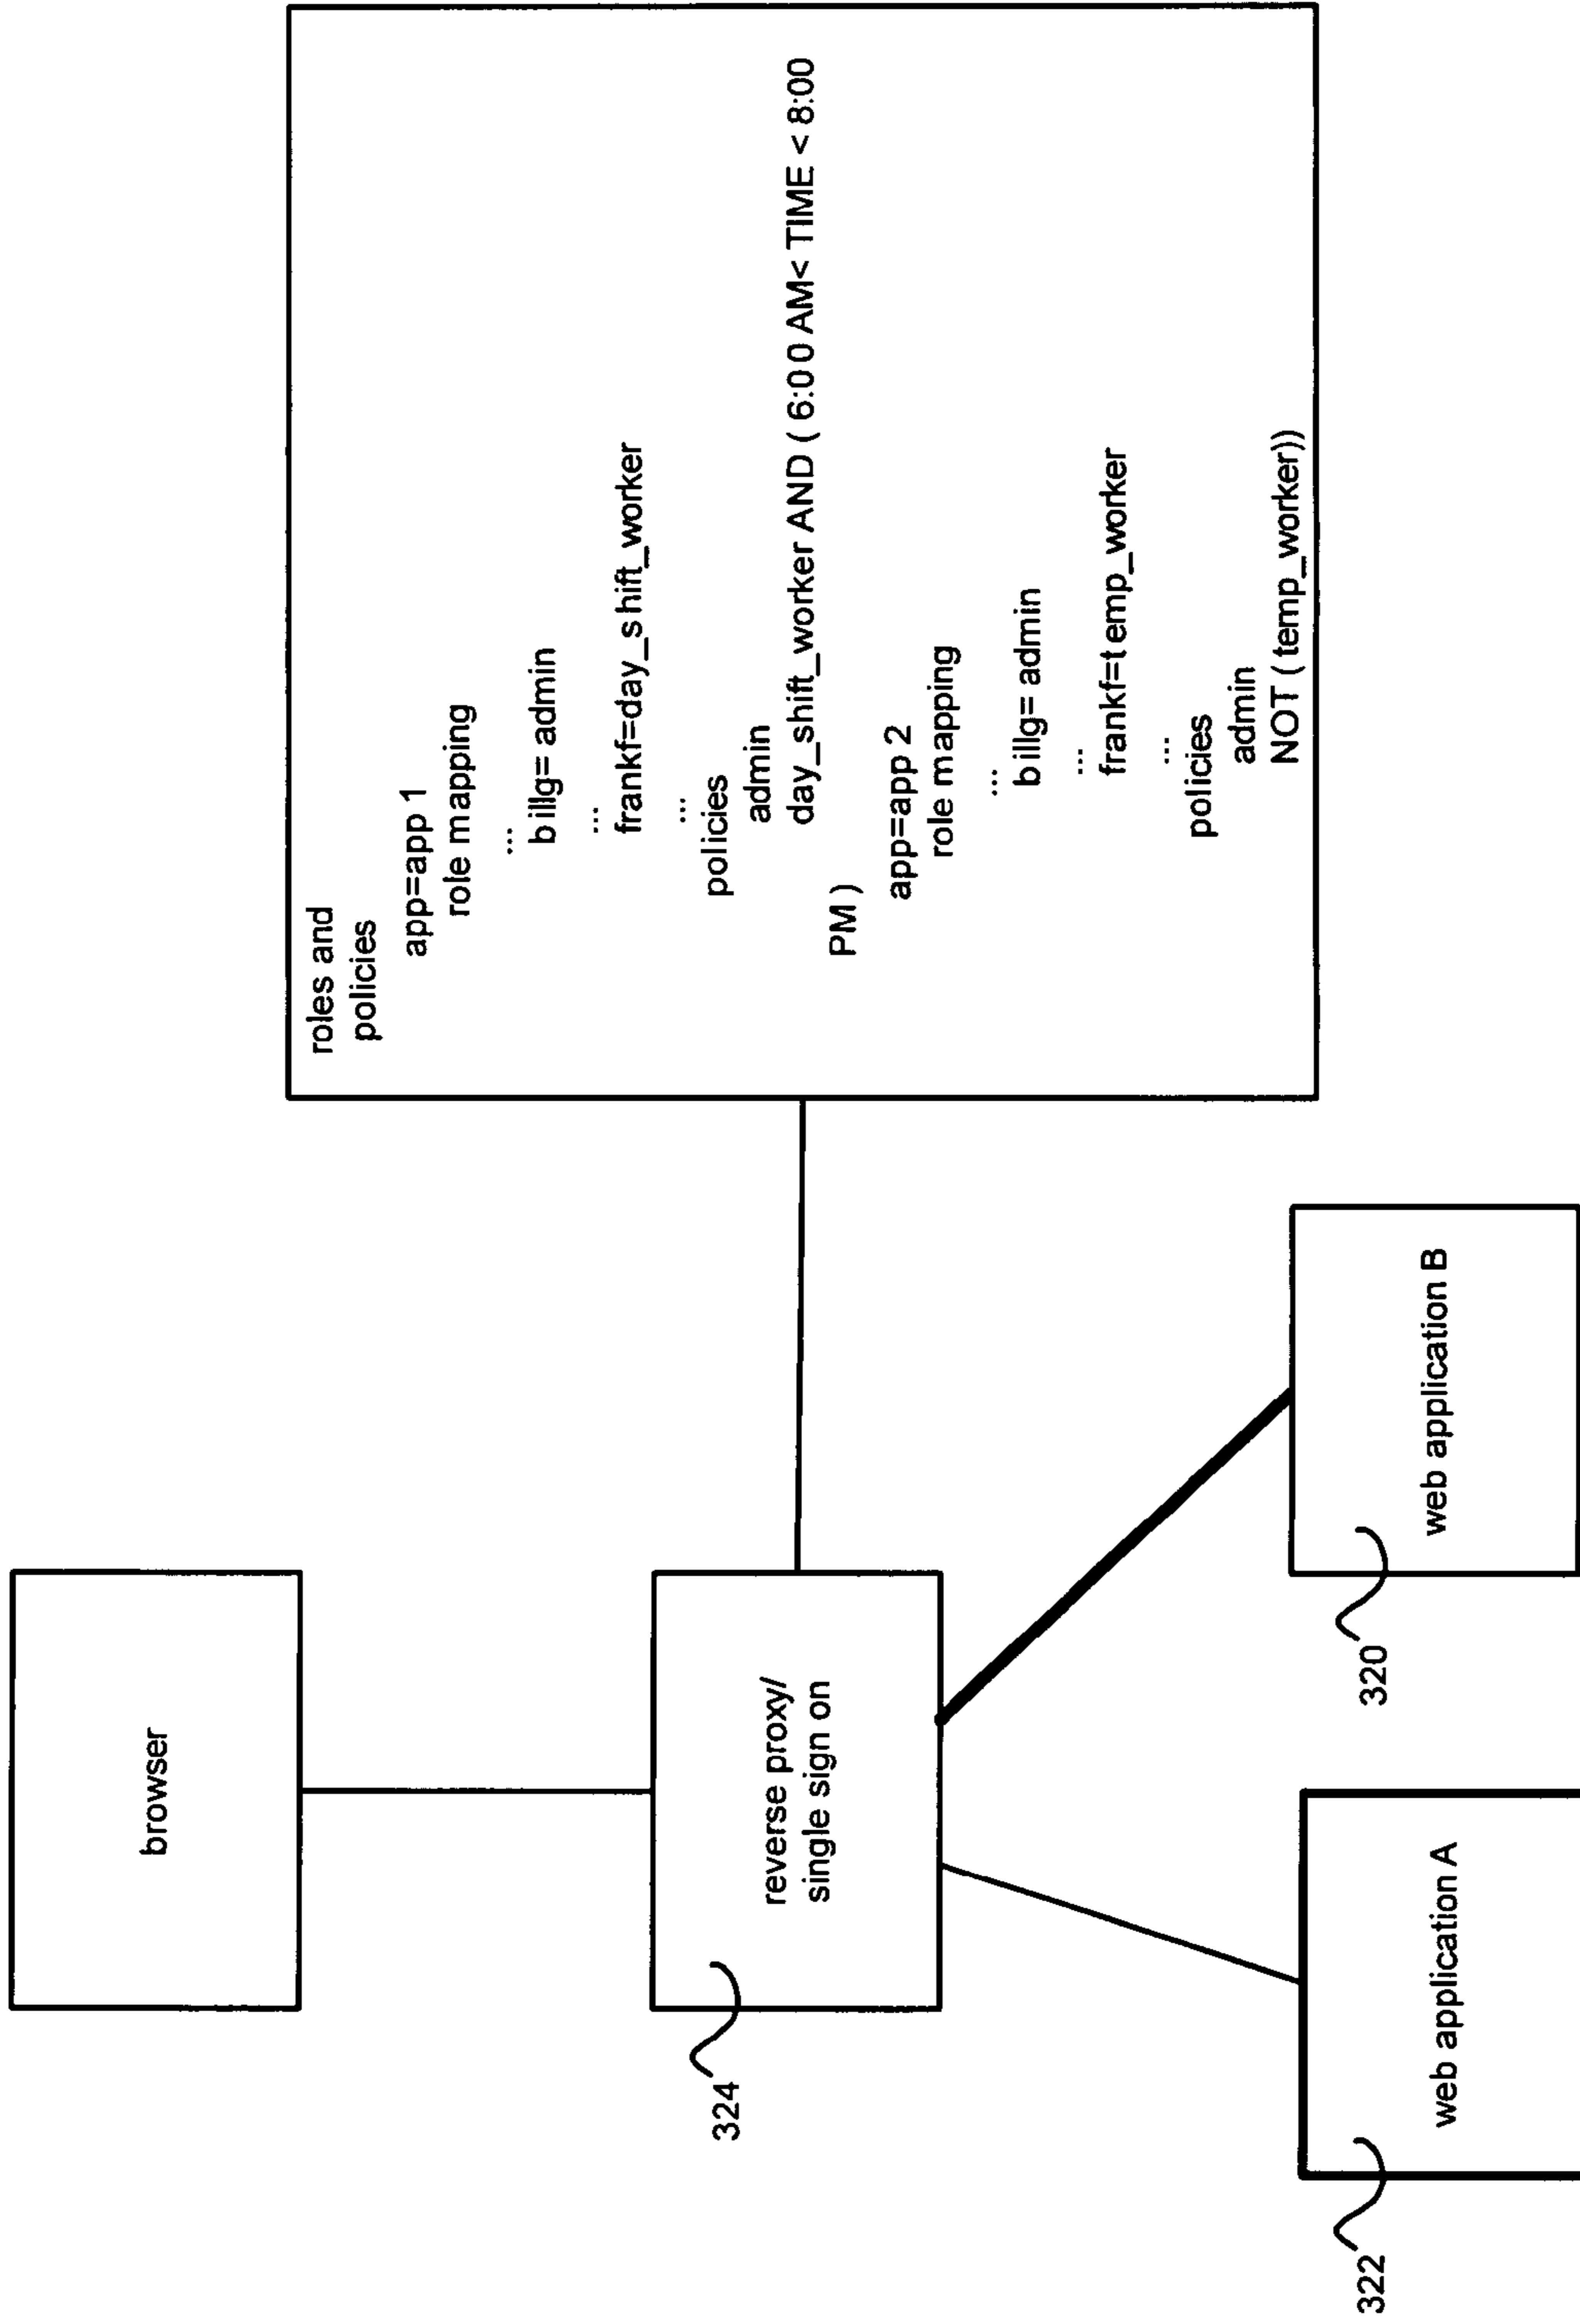 browser
324
reverse proxy/
single sign on
322
web application A
320
web application B
roles and
policies
app=app 1
role mapping
...
billg= admin
...
frankf=day_shift_worker
...
policies
admin
day_shift_worker AND ( 6:00 AM< TIME < 8:00
PM )
app=app 2
role mapping
...
billg= admin
...
frankf=temp_worker
...
policies
admin
NOT (temp_worker))